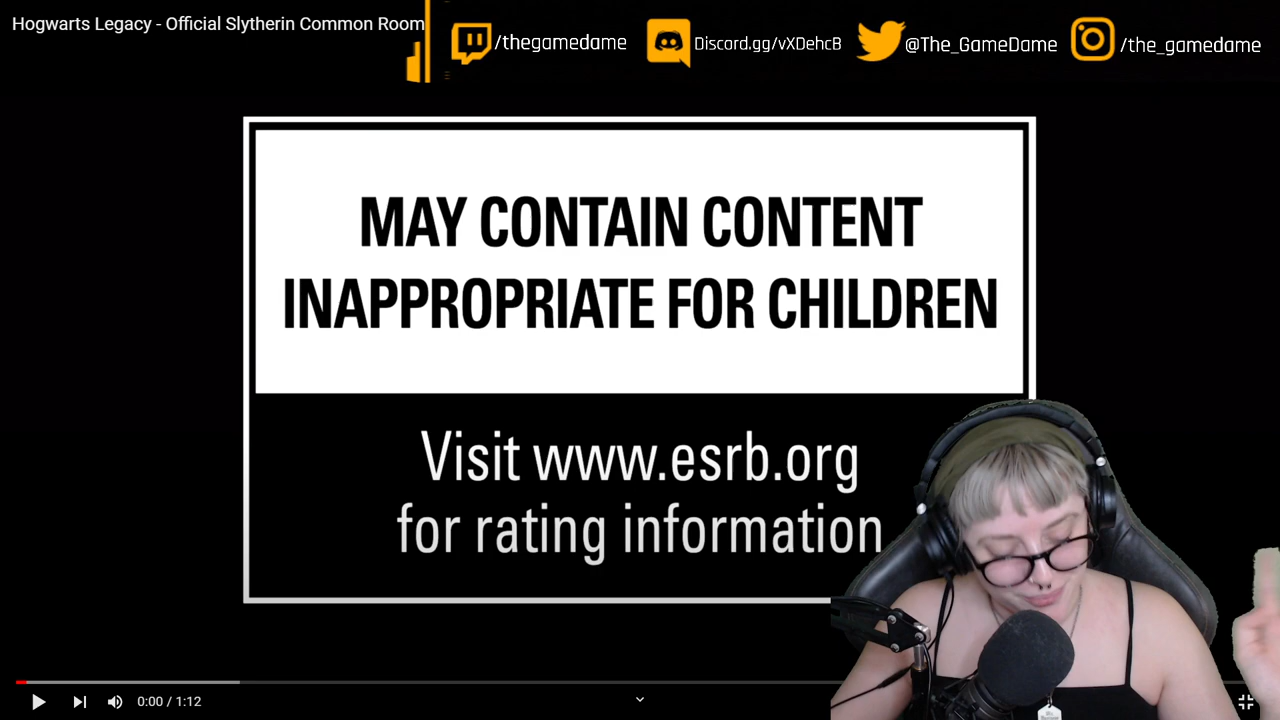 Hogwarts Legacy - Official Slytherin Common Room
/thegamedame
Discord.gg/vXDehcB
@The_GameDame
/the_gamedame
MAY CONTAIN CONTENT
INAPPROPRIATE FOR CHILDREN
Visit www.esrb.org
for rating information
0:00 / 1:12